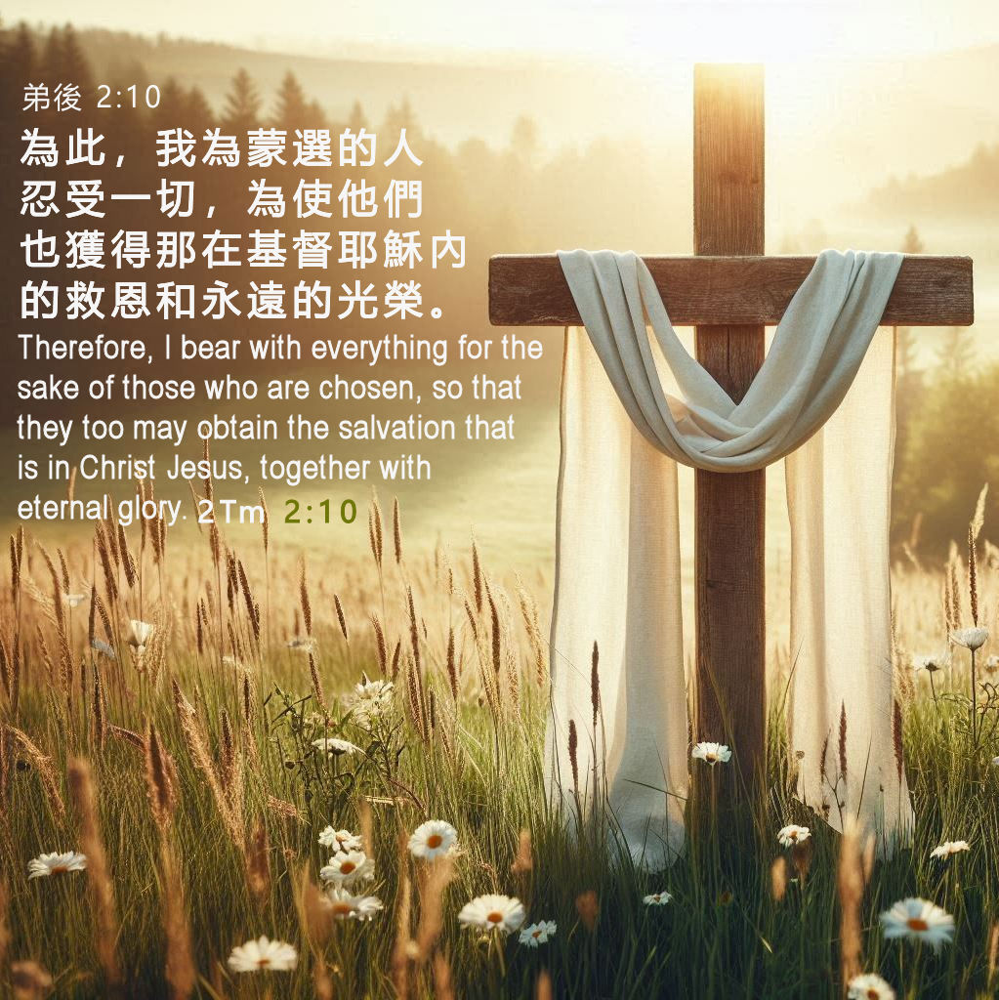 弟後 2:10
為此，我為蒙選的人
忍受一切，為使他們
也獲得那在基督耶穌內
的救恩和永遠的光榮。
Therefore, I bear with everything for the
sake of those who are chosen, so that
they too may obtain the salvation that
is in Christ Jesus, together with
eternal glory. 2Tm 2:10